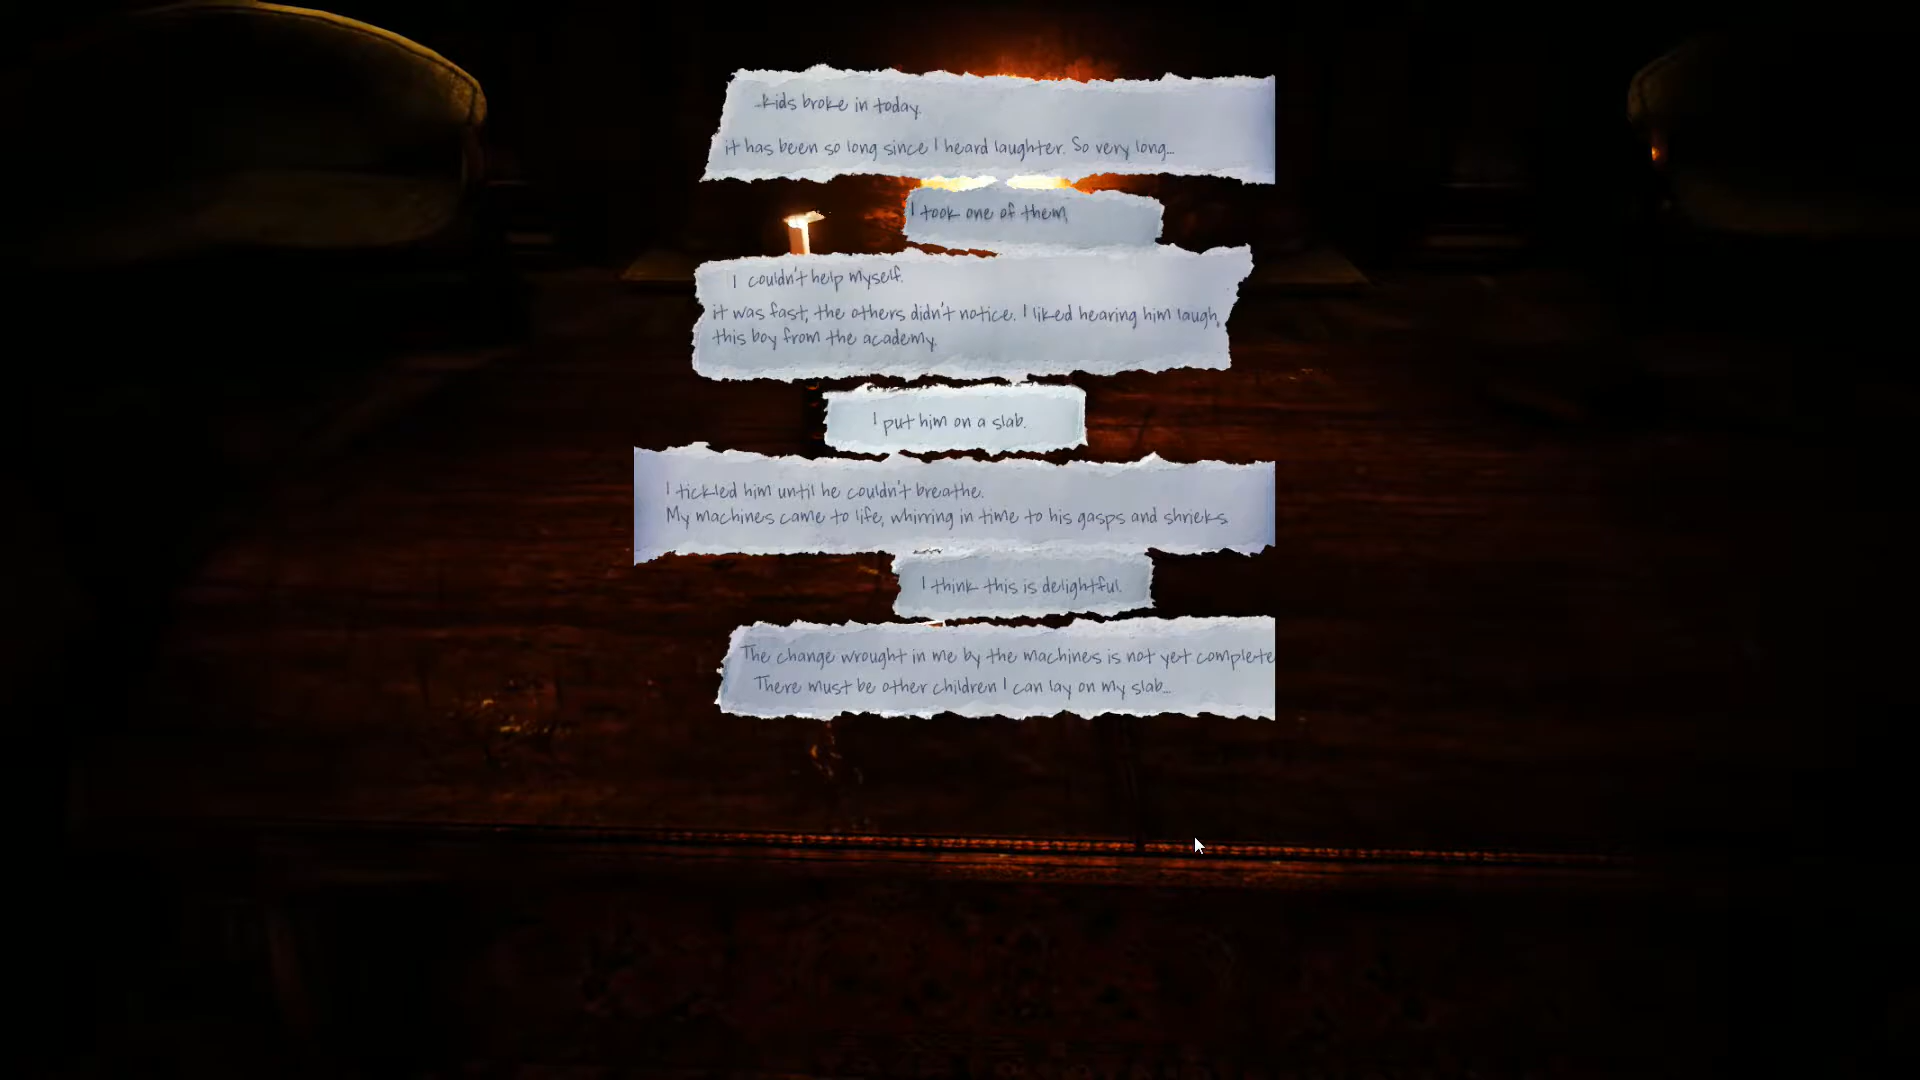 ...kids broke in today.
it has been so long since I heard laughter. So very long...
I took one of them,
I couldn't help myself.
it was fast, the others didn't notice. I liked hearing him laugh,
this boy from the academy.
I put him on a slab.
I tickled him until he couldn't breathe.
My machines came to life, whirring in time to his gasps and shrieks.
I think this is delightful.
The change wrought in me by the machines is not yet complete
There must be other children I can lay on my slab...